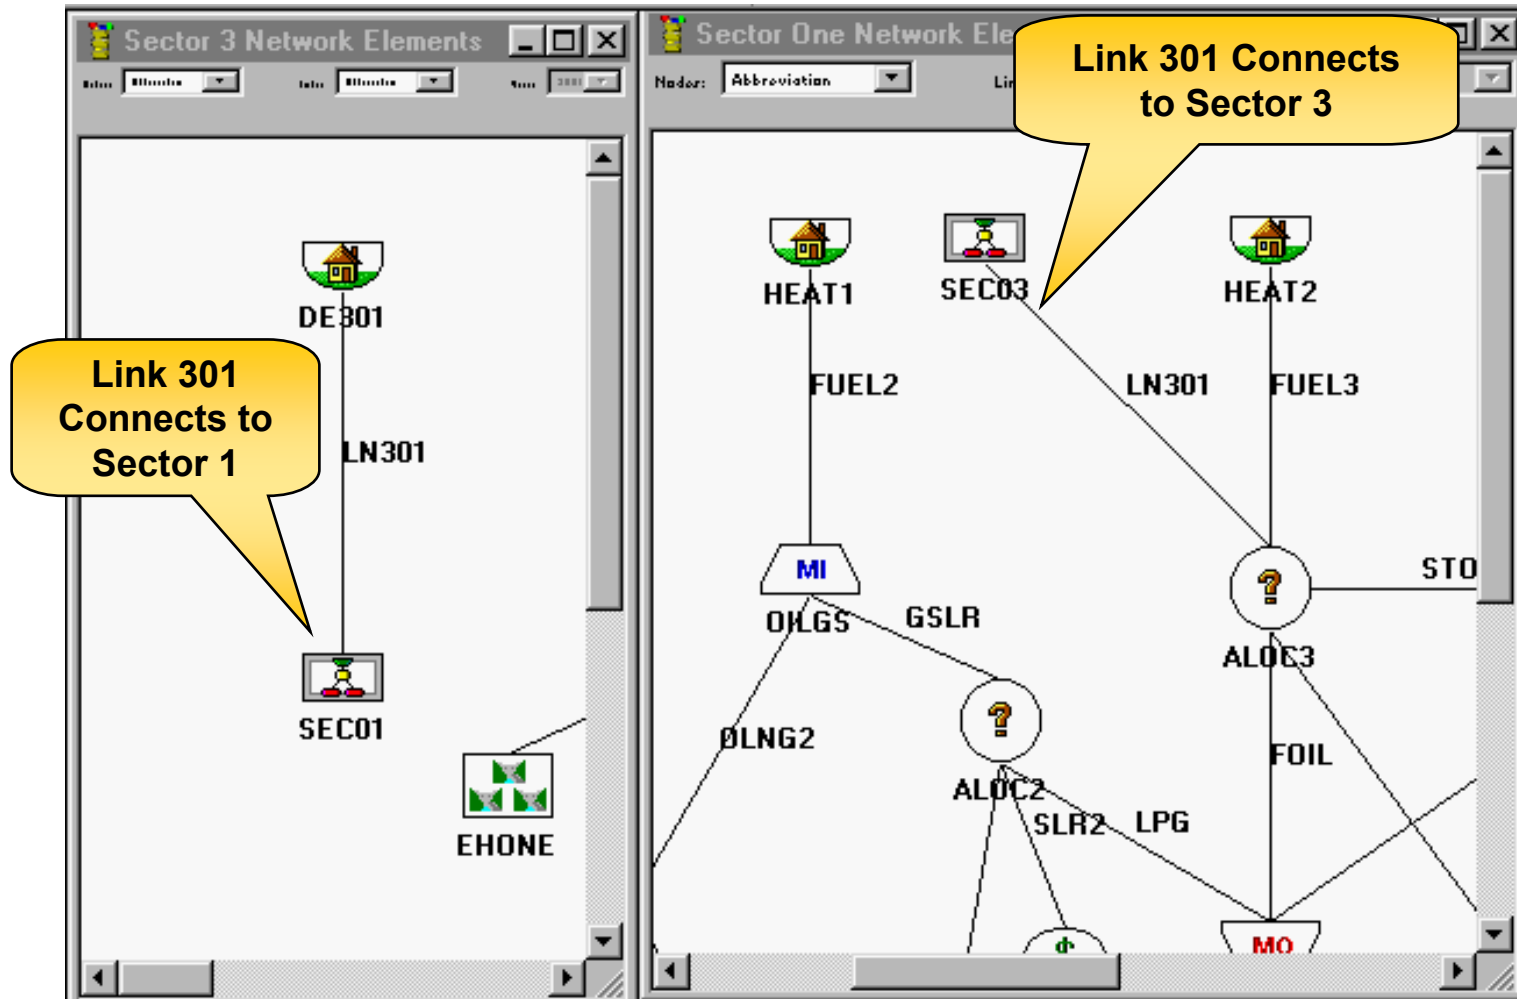 Sector 3 Network Elements
DE301
Link 301
Connects to
Sector 1
LN301
SEC01
EHONE
Sector One Network Ele
Nodes: Abbreviation
Link 301 Connects
to Sector 3
HEAT1
SEC03
HEAT2
FUEL2
LN301
FUEL3
MI
OILGS
GSLR
?
STO
ALOC3
OLNG2
?
ALOC2
FOIL
SLR2
LPG
MO